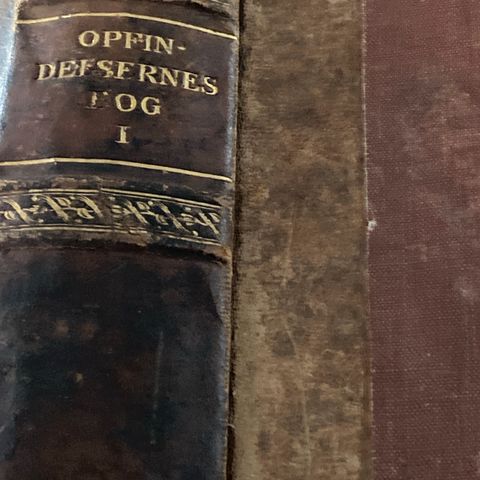 OPFIN-
DELSERNES
BOG
I